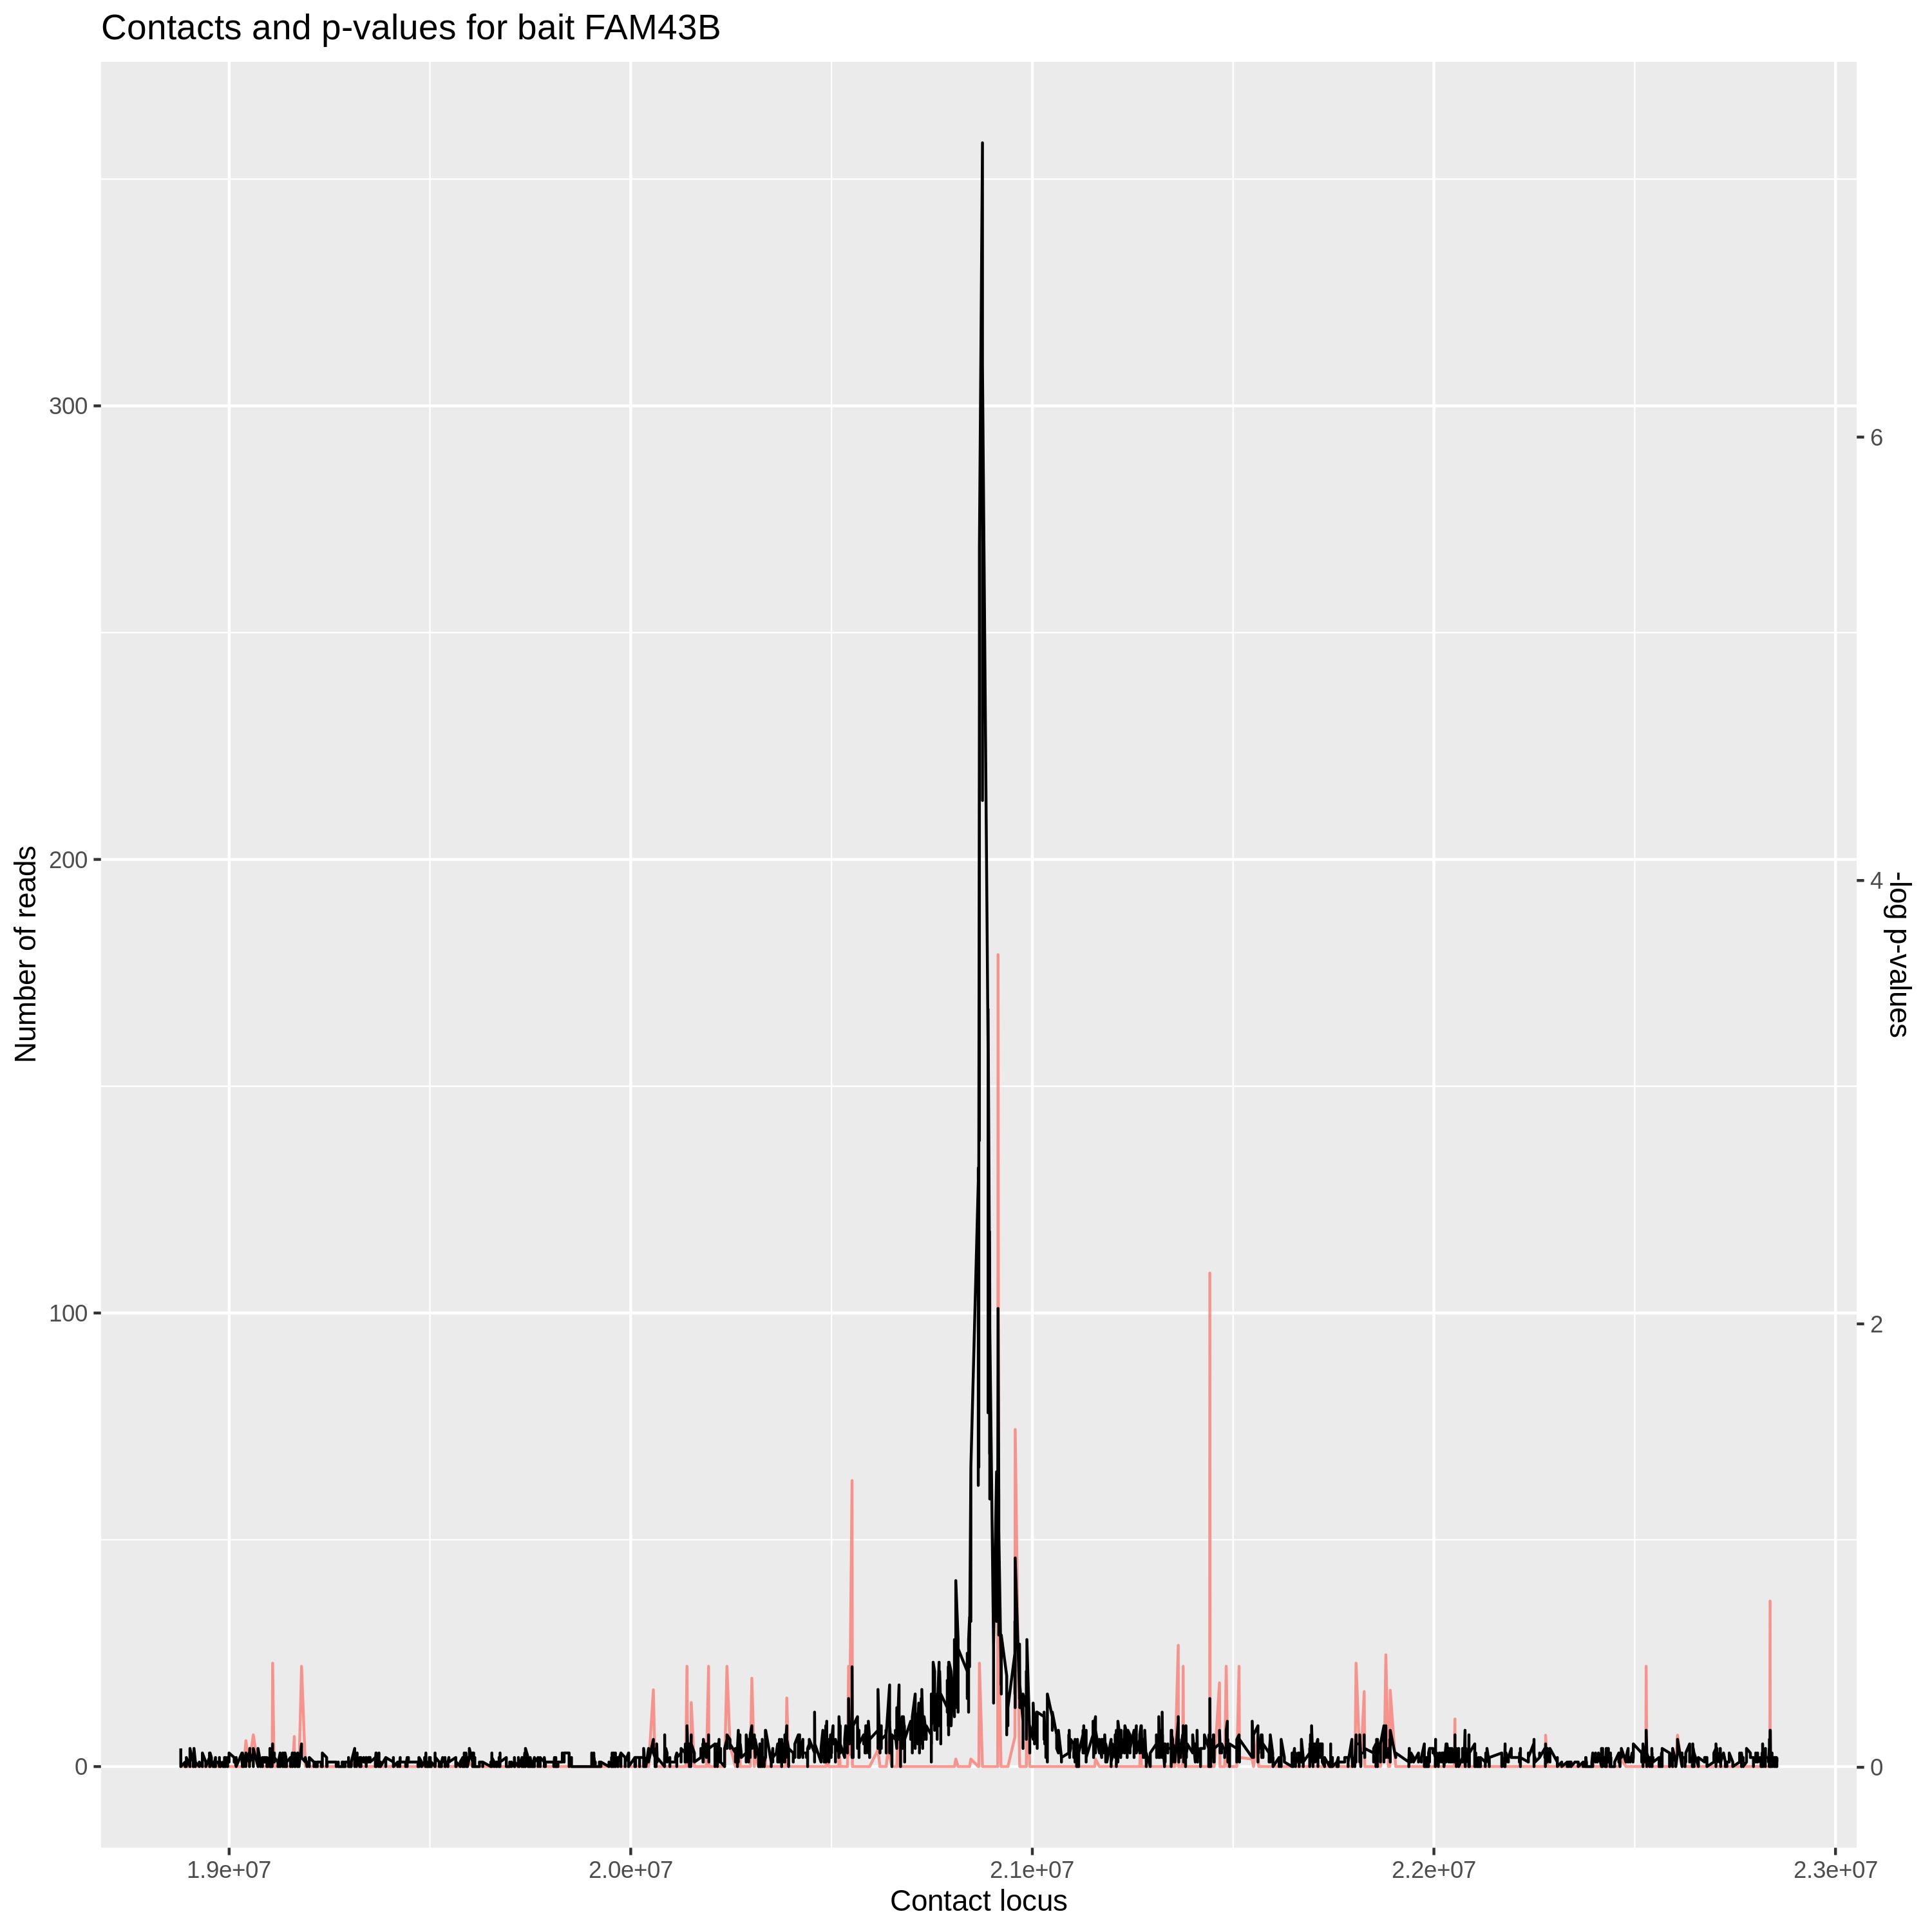 Contacts and p-values for bait FAM43B
300
200
100
0
Number of reads
6
4
2
0
-log p-values
1.9e+07
2.0e+07
2.1e+07
2.2e+07
2.3e+07
Contact locus